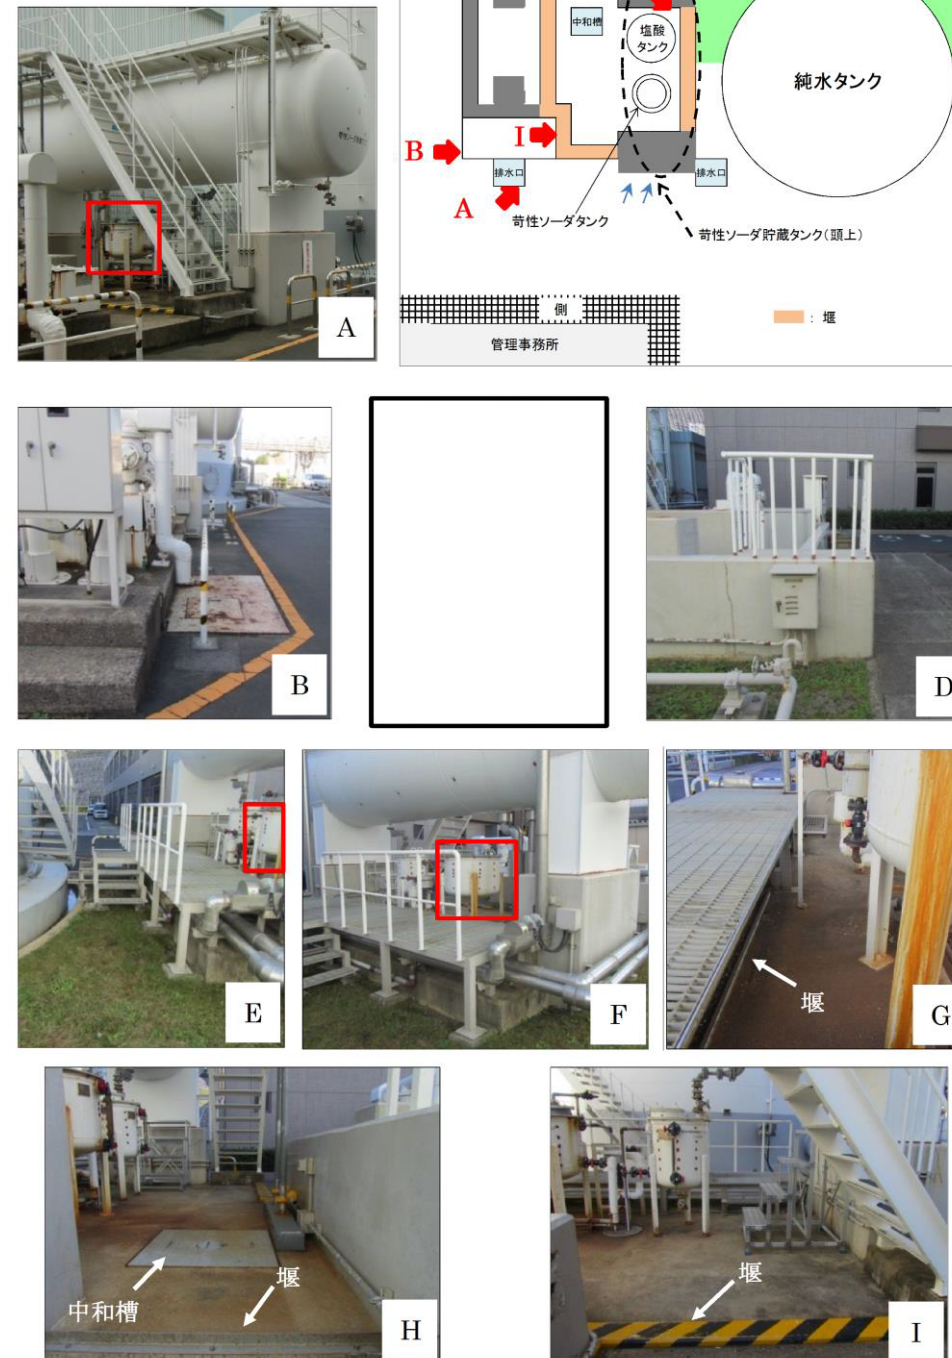 中和槽
塩酸
タンク
純水タンク
I
B
排水口
排水口
A
苛性ソーダタンク
苛性ソーダ貯蔵タンク(頭上)
側
: 堰
管理事務所
A
B
D
E
F
堰
G
中和槽
堰
H
堰
I